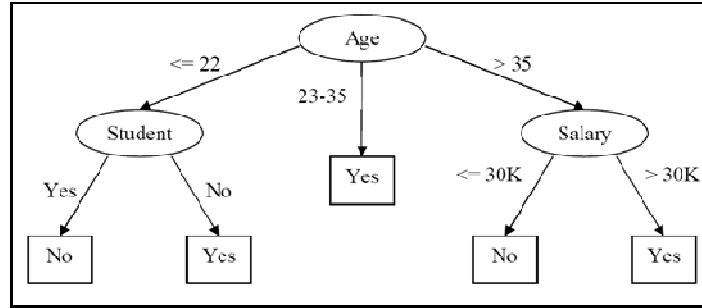 Age
<= 22
23-35
> 35
Student
Salary
Yes
No
Yes
<= 30K
> 30K
No
Yes
No
Yes